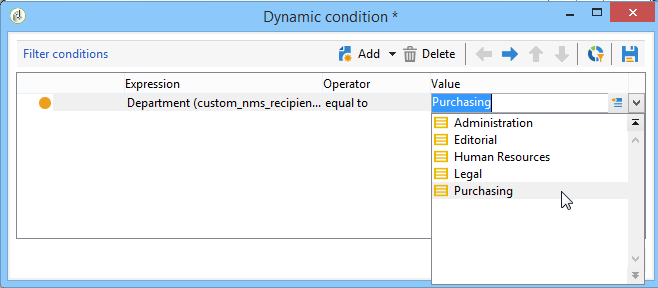 Dynamic condition *
Filter conditions Add Delete
Expression Operator Value
Department (custom_nms_recipien... equal to Purchasing
Administration
Editorial
Human Resources
Legal
Purchasing